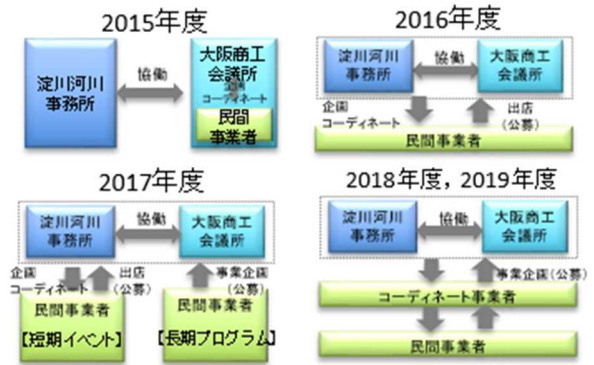 2015年度
淀川河川
事務所
協働
大阪商工
会議所
企画
コーディネート
民間
事業者
2016年度
淀川河川
事務所
協働
大阪商工
会議所
企画
コーディネート
出店
(公募)
民間事業者
2017年度
淀川河川
事務所
協働
大阪商工
会議所
企画
コーディネート
出店
(公募)
事業企画
(公募)
民間事業者
【短期イベント】
民間事業者
【長期プログラム】
2018年度，2019年度
淀川河川
事務所
協働
大阪商工
会議所
事業企画(公募)
コーディネート事業者
民間事業者